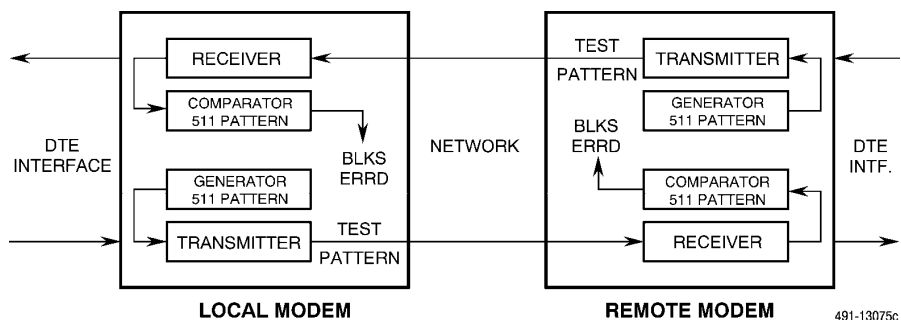 RECEIVER
COMPARATOR
511 PATTERN
BLKS
ERRD
DTE
INTERFACE
GENERATOR
511 PATTERN
TRANSMITTER
TEST
PATTERN
LOCAL MODEM
NETWORK
TEST
PATTERN
TRANSMITTER
GENERATOR
511 PATTERN
BLKS
ERRD
COMPARATOR
511 PATTERN
RECEIVER
DTE
INTF.
REMOTE MODEM
491-13075c